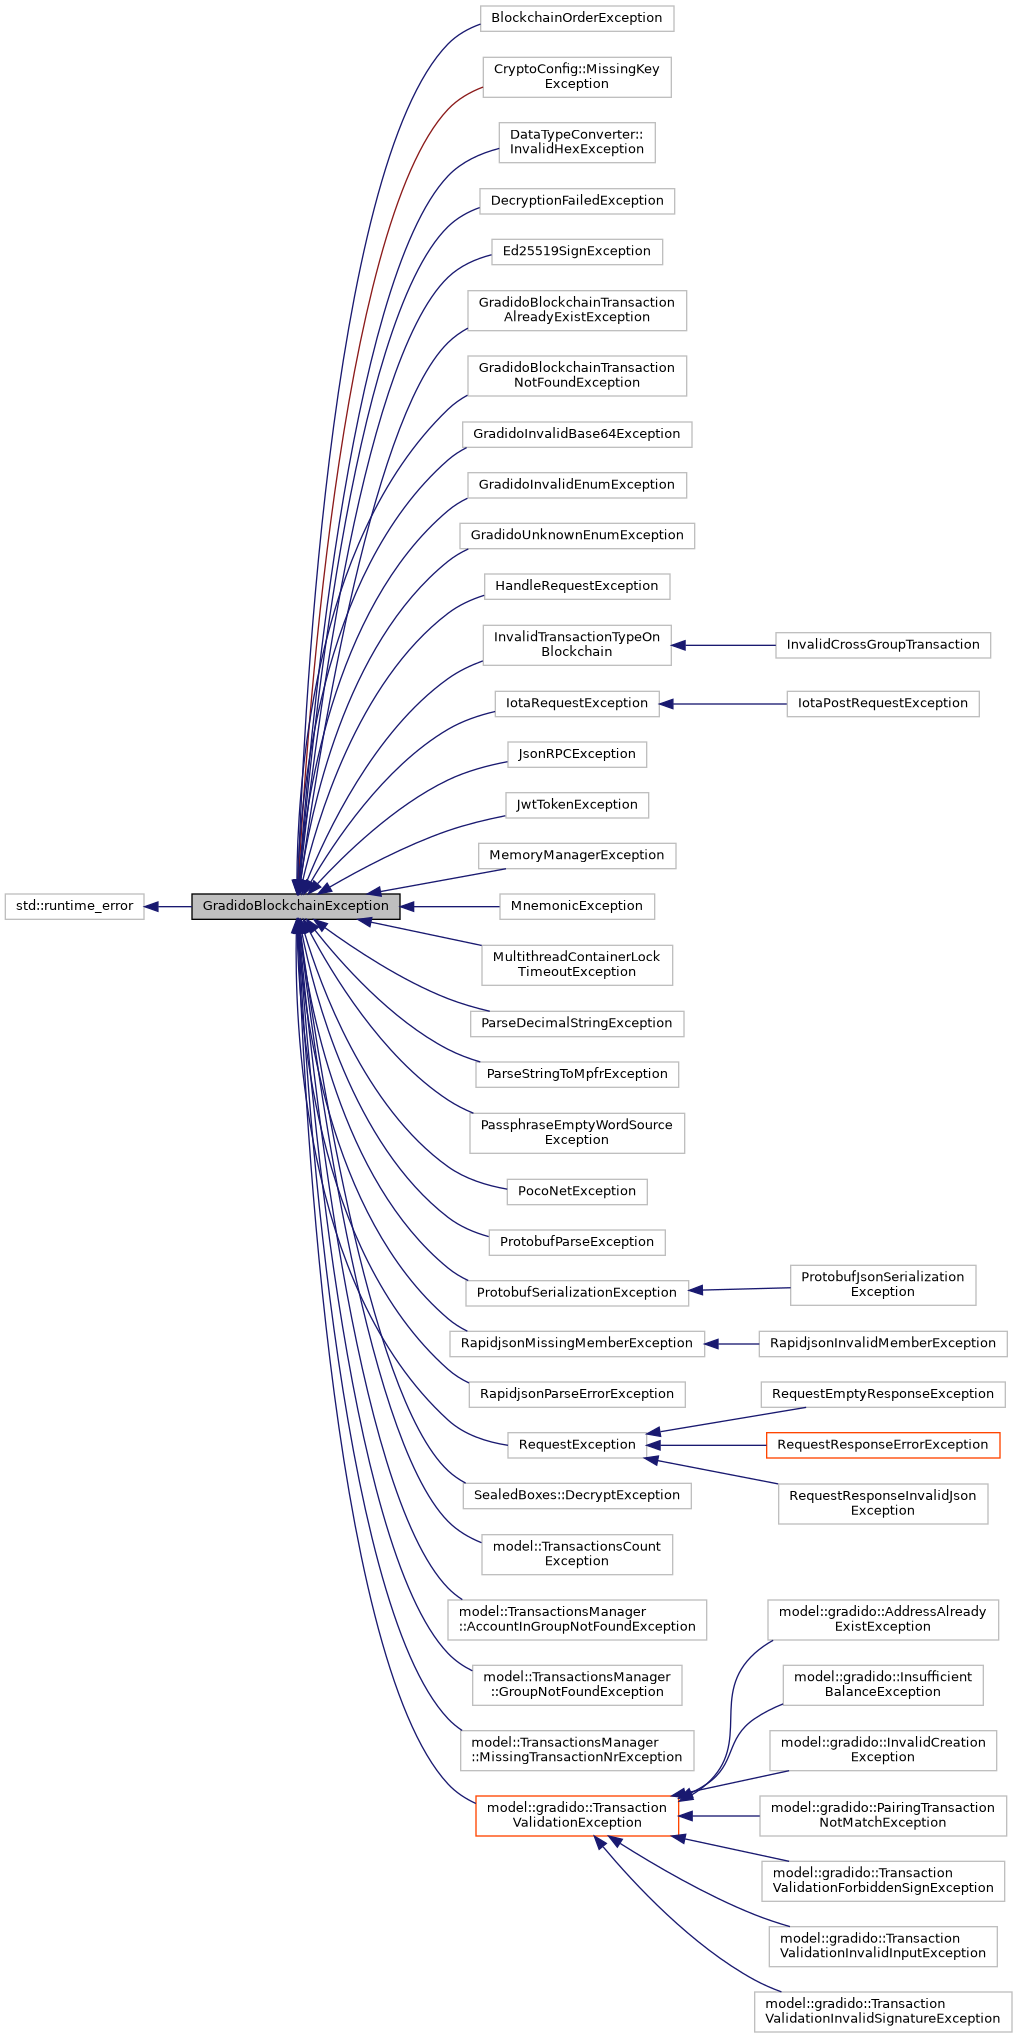 BlockchainOrderException
CryptoConfig::MissingKey
Exception
DataTypeConverter::
InvalidHexException
DecryptionFailedException
Ed25519SignException
GradidoBlockchainTransaction
AlreadyExistException
GradidoBlockchainTransaction
NotFoundException
GradidoInvalidBase64Exception
GradidoInvalidEnumException
GradidoUnknownEnumException
HandleRequestException
InvalidTransactionTypeOn
Blockchain
InvalidCrossGroupTransaction
IotaRequestException
IotaPostRequestException
JsonRPCException
JwtTokenException
MemoryManagerException
std::runtime_error
GradidoBlockchainException
MnemonicException
MultithreadContainerLock
TimeoutException
ParseDecimalStringException
ParseStringToMpfrException
PassphraseEmptyWordSource
Exception
PocoNetException
ProtobufParseException
ProtobufSerializationException
ProtobufJsonSerialization
Exception
RapidjsonMissingMemberException
RapidjsonInvalidMemberException
RapidjsonParseErrorException
RequestEmptyResponseException
RequestException
RequestResponseErrorException
RequestResponseInvalidJson
Exception
SealedBoxes::DecryptException
model::TransactionsCount
Exception
model::TransactionsManager
::AccountInGroupNotFoundException
model::gradido::AddressAlready
ExistException
model::TransactionsManager
::GroupNotFoundException
model::gradido::Insufficient
BalanceException
model::TransactionsManager
::MissingTransactionNrException
model::gradido::InvalidCreation
Exception
model::gradido::Transaction
ValidationException
model::gradido::PairingTransaction
NotMatchException
model::gradido::Transaction
ValidationForbiddenSignException
model::gradido::Transaction
ValidationInvalidInputException
model::gradido::Transaction
ValidationInvalidSignatureException